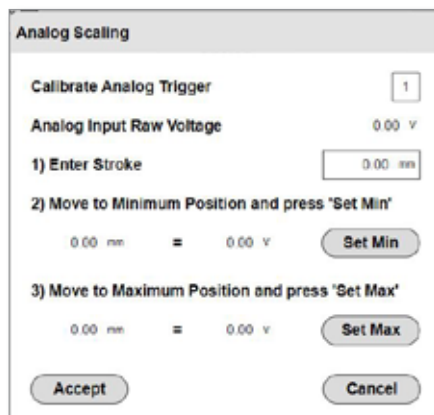 Analog Scaling
Calibrate Analog Trigger 1
Analog Input Raw Voltage 0.00 V
1) Enter Stroke 0.00 mm
2) Move to Minimum Position and press 'Set Min'
0.00 mm = 0.00 V Set Min
3) Move to Maximum Position and press 'Set Max'
0.00 mm = 0.00 V Set Max
Accept Cancel